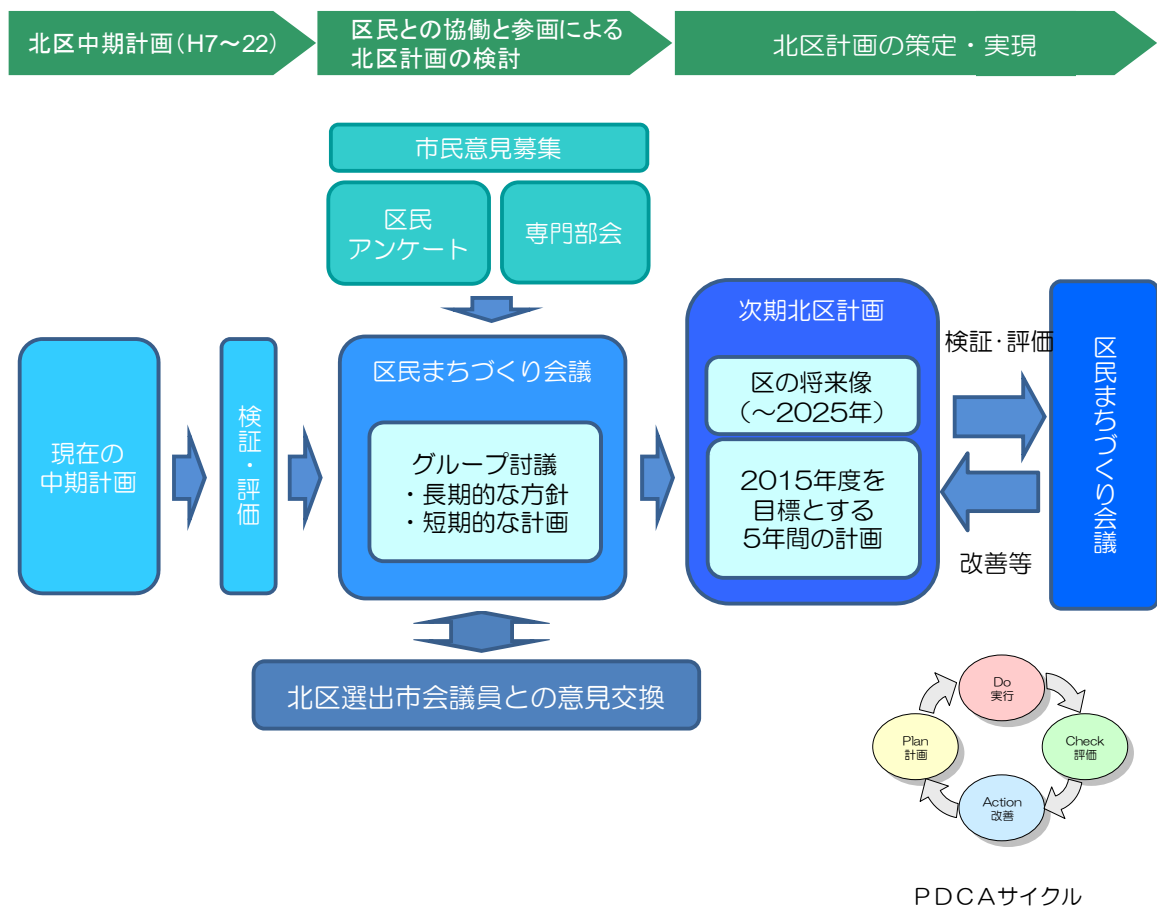 北区中期計画(H7～22)
区民との協働と参画による
北区計画の検討
北区計画の策定・実現
市民意見募集
区民
アンケート
専門部会
現在の
中期計画
検証・評価
区民まちづくり会議
グループ討議
・長期的な方針
・短期的な計画
北区選出市会議員との意見交換
次期北区計画
区の将来像
(～2025年)
2015年度を
目標とする
5年間の計画
検証・評価
改善等
区民まちづくり会議
Do
実行
Plan
計画
Check
評価
Action
改善
PDCAサイクル